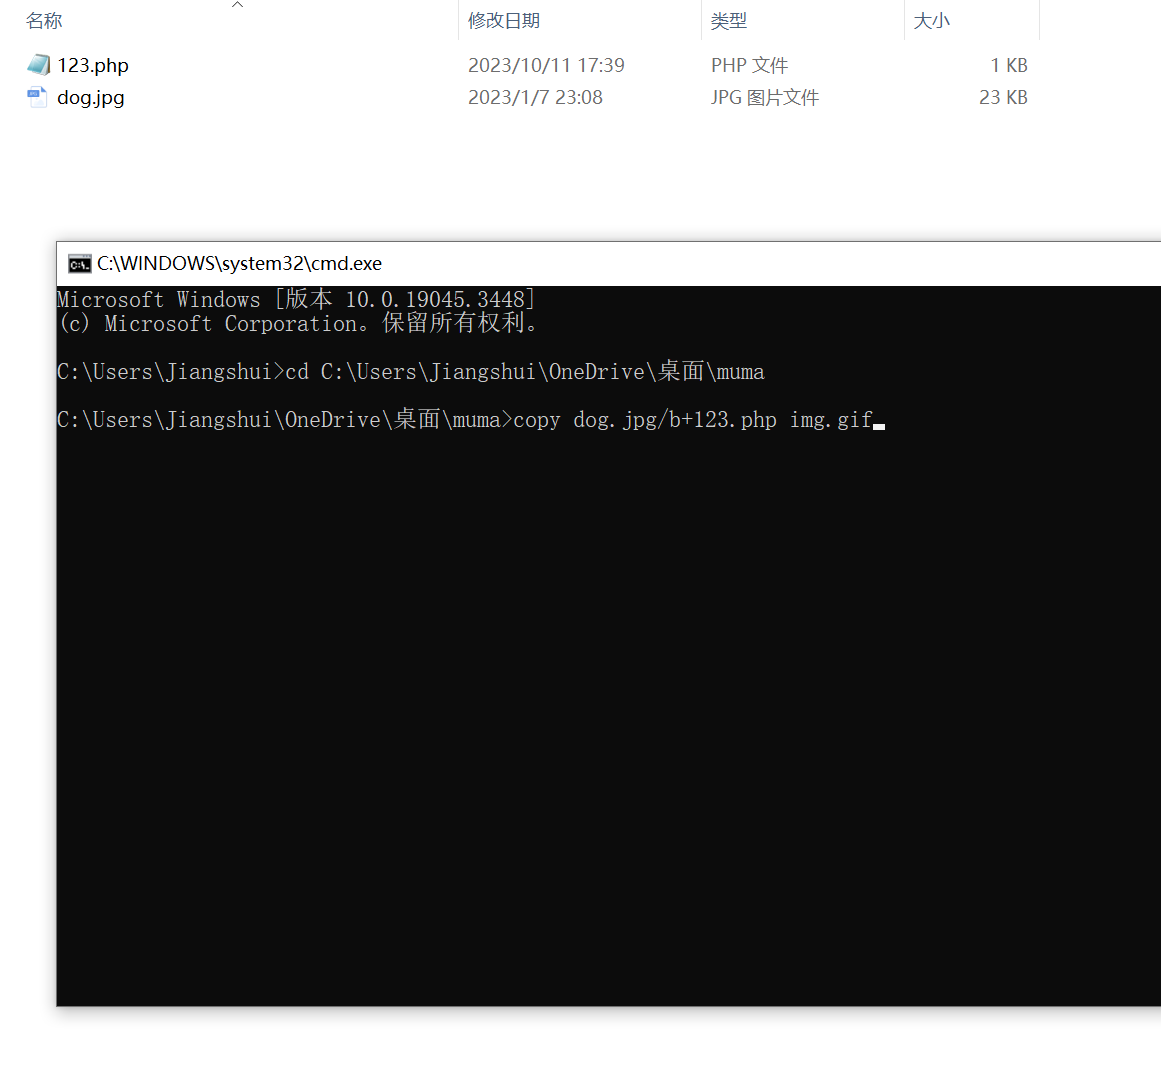 名称 修改日期 类型 大小
123.php 2023/10/11 17:39 PHP 文件 1 KB
dog.jpg 2023/1/7 23:08 JPG 图片文件 23 KB
C:\WINDOWS\system32\cmd.exe
Microsoft Windows [版本 10.0.19045.3448]
(c) Microsoft Corporation。保留所有权利。
C:\Users\Jiangshui>cd C:\Users\Jiangshui\OneDrive\桌面\muma
C:\Users\Jiangshui\OneDrive\桌面\muma>copy dog.jpg/b+123.php img.gif